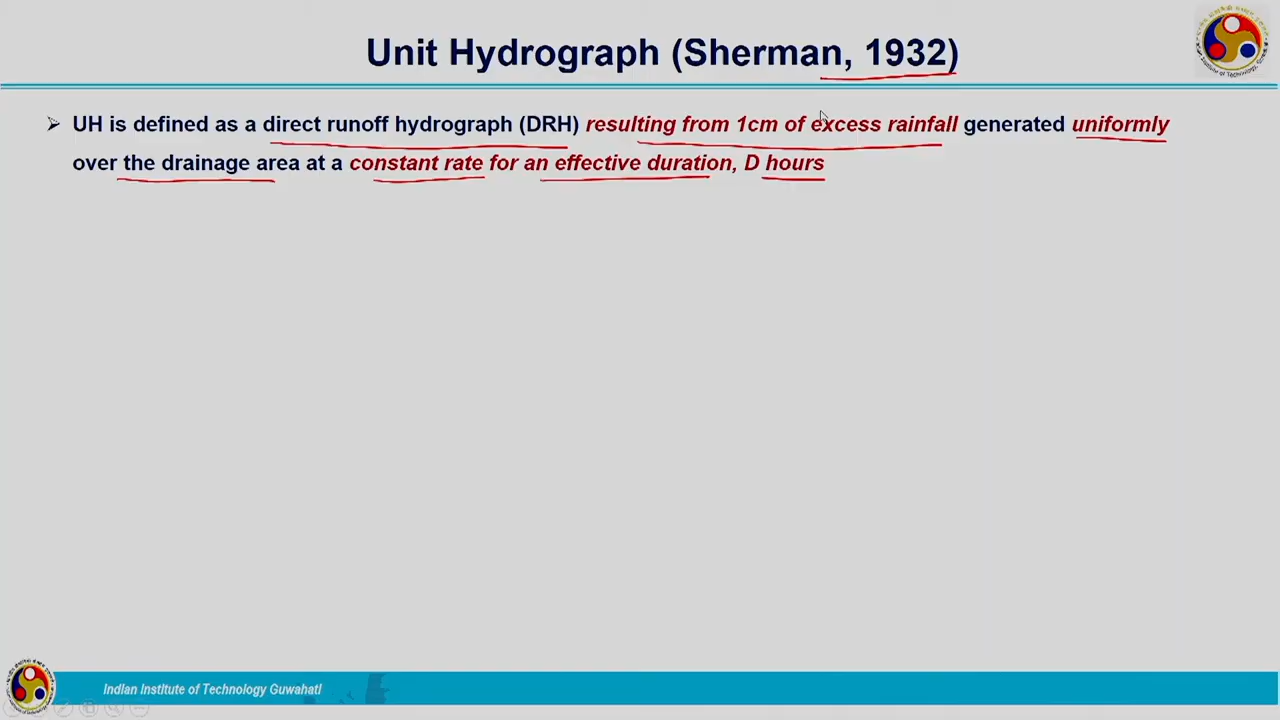 Unit Hydrograph (Sherman, 1932)
UH is defined as a direct runoff hydrograph (DRH) resulting from 1cm of excess rainfall generated uniformly
over the drainage area at a constant rate for an effective duration, D hours
Indian Institute of Technology Guwahati